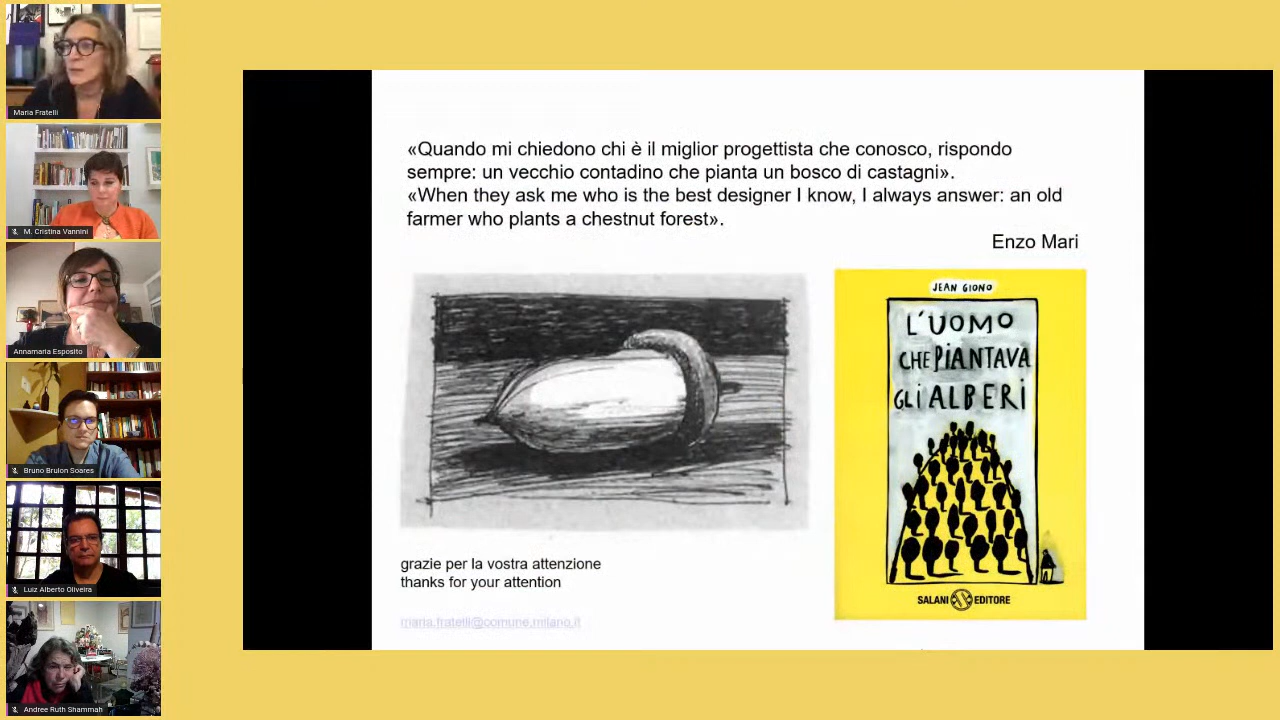 Maria Fratelli
M. Cristina Vannini
Annamaria Esposito
Bruno Brulon Soares
Luiz Alberto Oliveira
Andree Ruth Shammah
«Quando mi chiedono chi è il miglior progettista che conosco, rispondo
sempre: un vecchio contadino che pianta un bosco di castagni».
«When they ask me who is the best designer I know, I always answer: an old
farmer who plants a chestnut forest».
Enzo Mari
JEAN GIONO
L'UOMO
CHE PIANTAVA
GLI ALBERI
SALANI EDITORE
grazie per la vostra attenzione
thanks for your attention
maria.fratelli@comune.milano.it